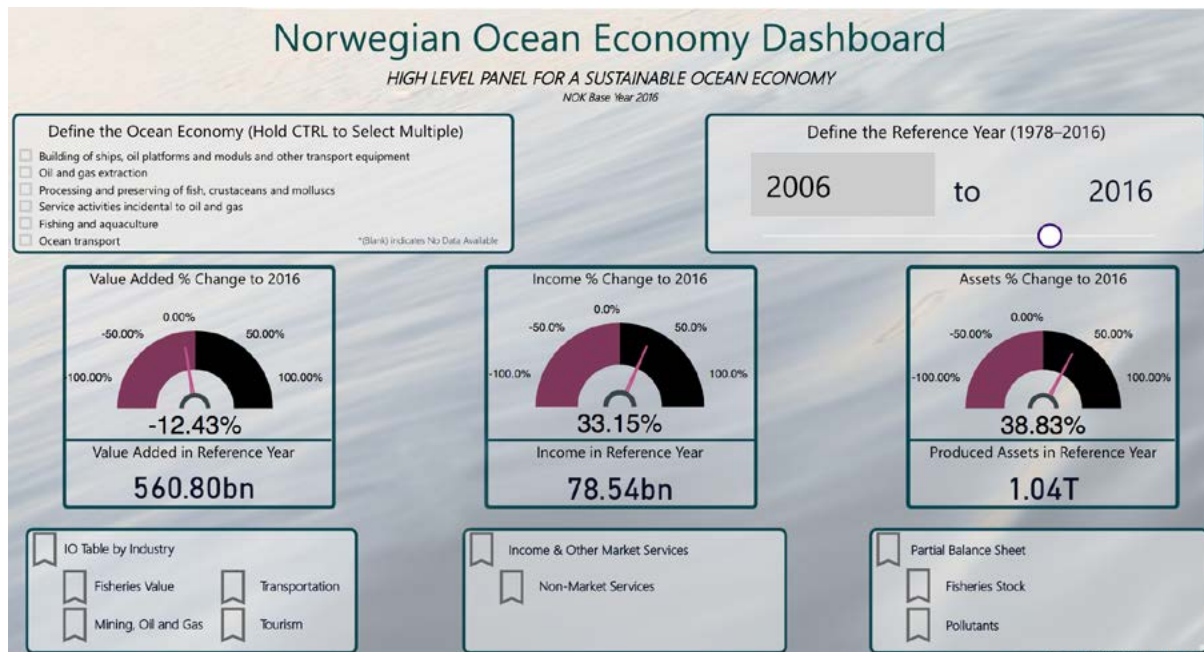 Norwegian Ocean Economy Dashboard
HIGH LEVEL PANEL FOR A SUSTAINABLE OCEAN ECONOMY
NOK Base Year 2016
Define the Ocean Economy (Hold CTRL to Select Multiple)
Building of ships, oil platforms and moduls and other transport equipment
Oil and gas extraction
Processing and preserving of fish, crustaceans and molluscs
Service activities incidental to oil and gas
Fishing and aquaculture
Ocean transport
*(Blank) indicates No Data Available
Define the Reference Year (1978–2016)
2006 to 2016
Value Added % Change to 2016
0.00%
-50.00% 50.00%
-100.00% 100.00%
-12.43%
Value Added in Reference Year
560.80bn
Income % Change to 2016
0.0%
-50.0% 50.0%
-100.0% 100.0%
33.15%
Income in Reference Year
78.54bn
Assets % Change to 2016
0.00%
-50.00% 50.00%
-100.00% 100.00%
38.83%
Produced Assets in Reference Year
1.04T
IO Table by Industry
Fisheries Value Transportation
Mining, Oil and Gas Tourism
Income & Other Market Services
Non-Market Services
Partial Balance Sheet
Fisheries Stock
Pollutants